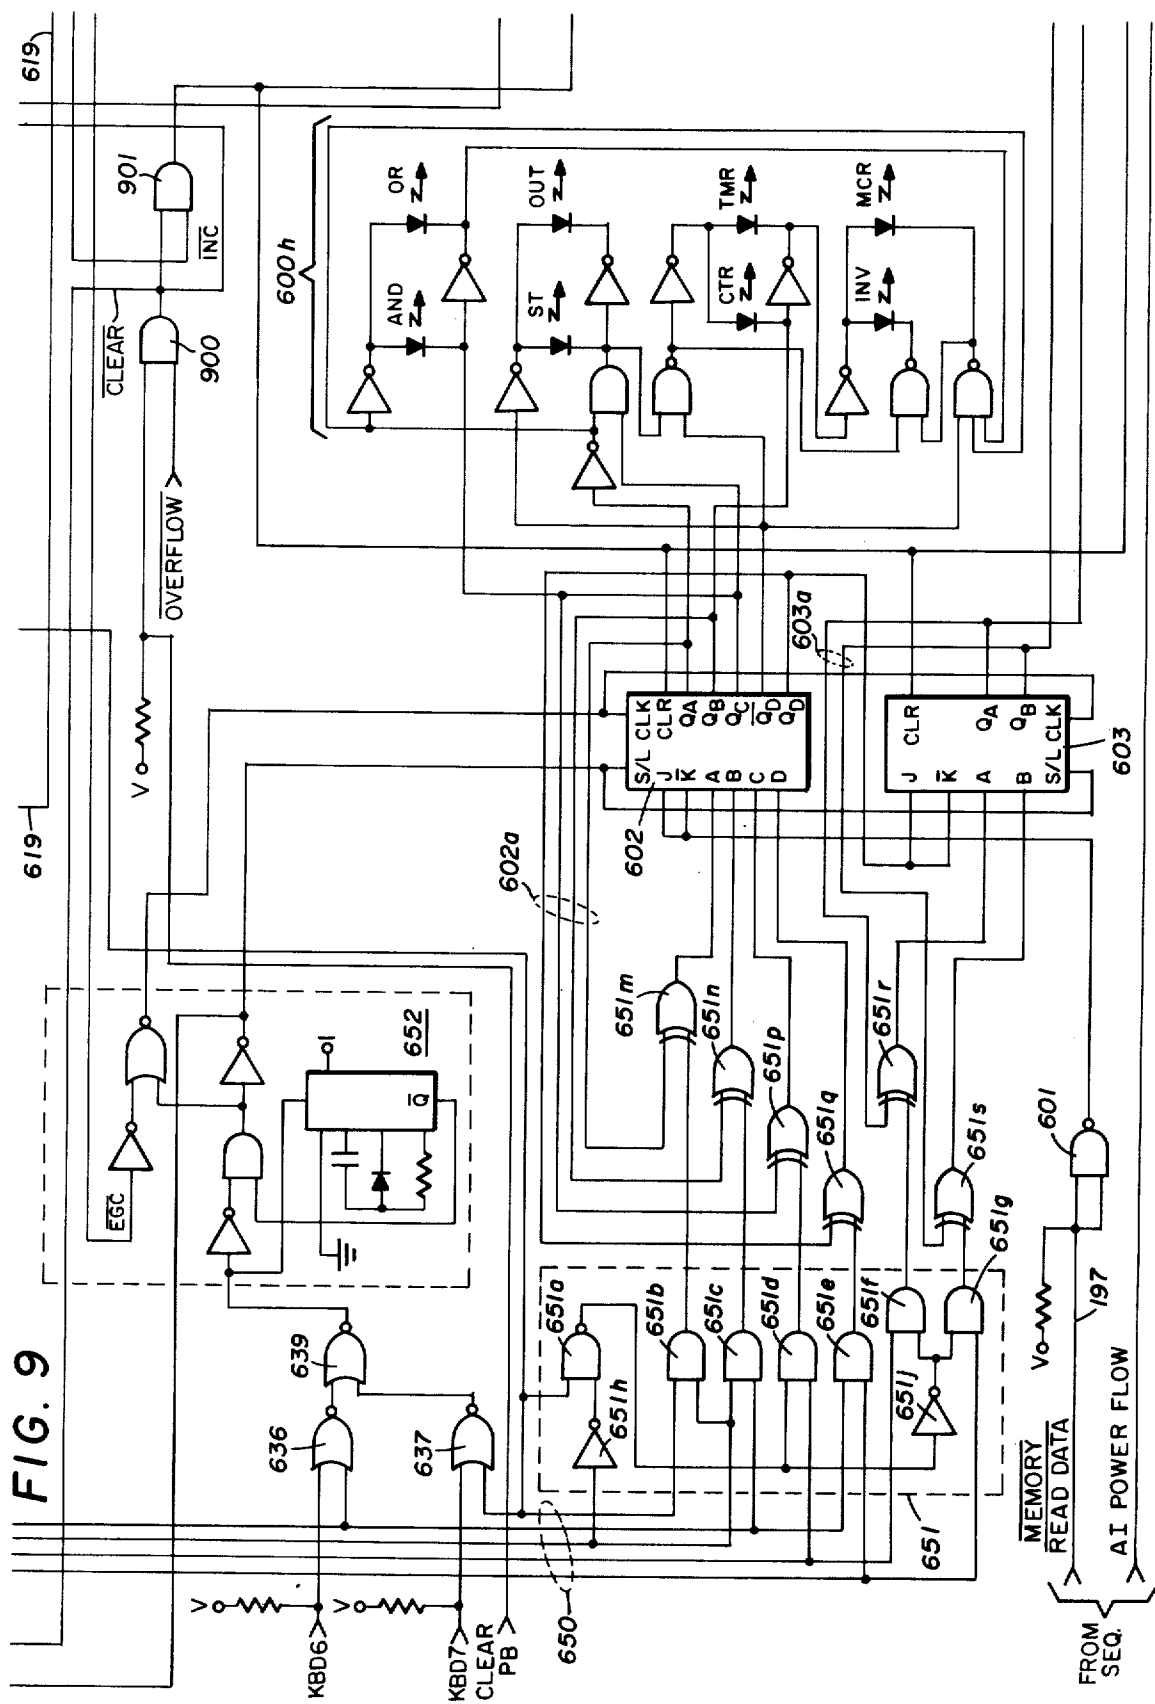 FIG. 9
619
619
901
CLEAR
INC
900
OVERFLOW
V
600h
AND
OR
ST
OUT
CTR
TMR
INV
MCR
EGC
652
Q
639
636
637
V
KBD6
V
KBD7
CLEAR
PB
650
602a
602
S/L CLK
J CLR
K QA
A QB
B QC
C QD
D QD
603a
J CLR
K
A QA
B QB
S/L CLK
603
651m
651n
651p
651q
651r
651s
651a
651b
651c
651d
651e
651f
651g
651h
651j
651
601
V
197
MEMORY
READ DATA
AI POWER FLOW
FROM
SEQ.